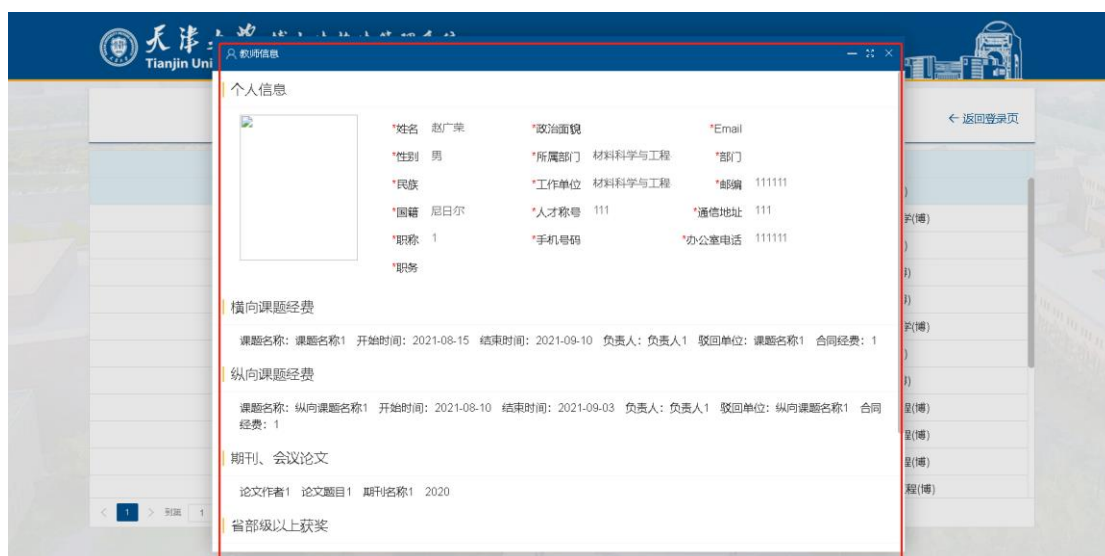 天津大学
Tianjin Uni
教师信息
← 返回登录页
个人信息
*姓名 赵广荣 *政治面貌 *Email
*性别 男 *所属部门 材料科学与工程 *部门
*民族 *工作单位 材料科学与工程 *邮编 111111
*国籍 尼日尔 *人才称号 111 *通信地址 111
*职称 1 *手机号码 *办公室电话 111111
*职务
横向课题经费
课题名称：课题名称1 开始时间：2021-08-15 结束时间：2021-09-10 负责人：负责人1 驳回单位：课题名称1 合同经费：1
纵向课题经费
课题名称：纵向课题名称1 开始时间：2021-08-10 结束时间：2021-09-03 负责人：负责人1 驳回单位：纵向课题名称1 合同
经费：1
期刊、会议论文
论文作者1 论文题目1 期刊名称1 2020
省部级以上获奖
)
学(博)
)
)
)
学(博)
)
)
程(博)
程(博)
程(博)
程(博)
< 1 > 到第 1